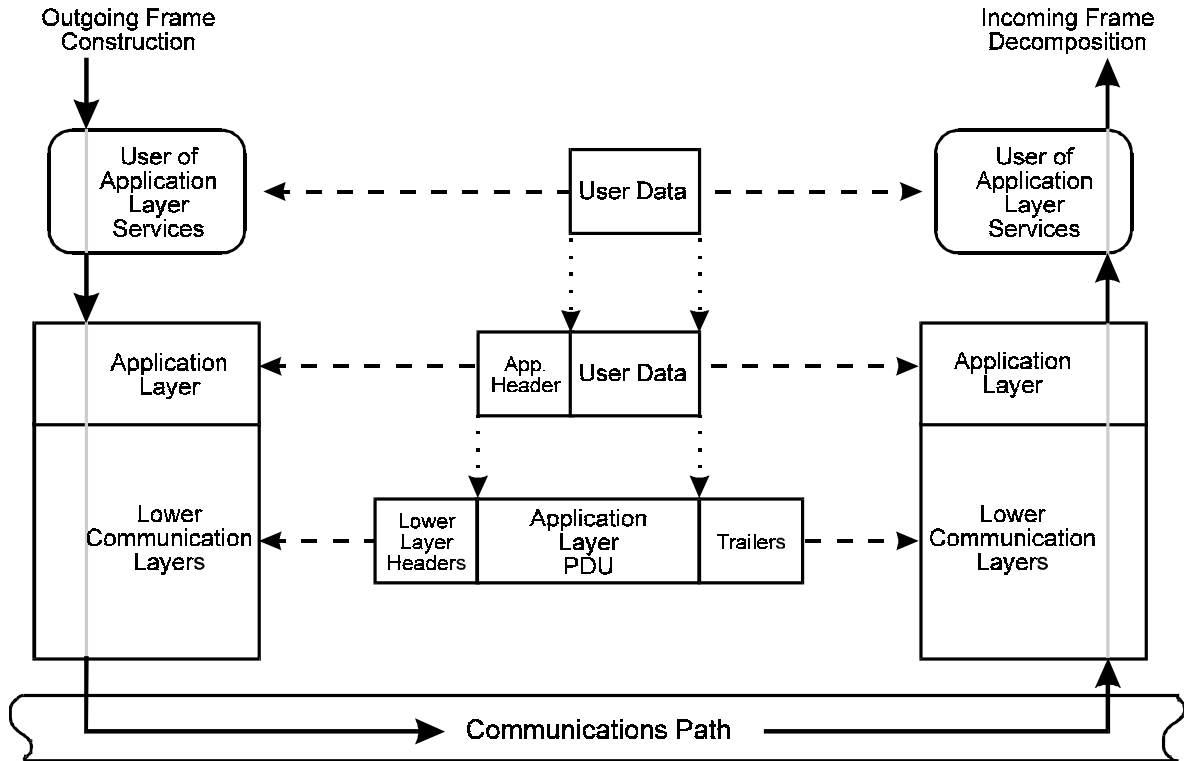 Outgoing Frame
Construction
Incoming Frame
Decomposition
User of
Application
Layer
Services
User Data
User of
Application
Layer
Services
Application
Layer
App.
Header
User Data
Application
Layer
Lower
Communication
Layers
Lower
Layer
Headers
Application
Layer
PDU
Trailers
Lower
Communication
Layers
Communications Path